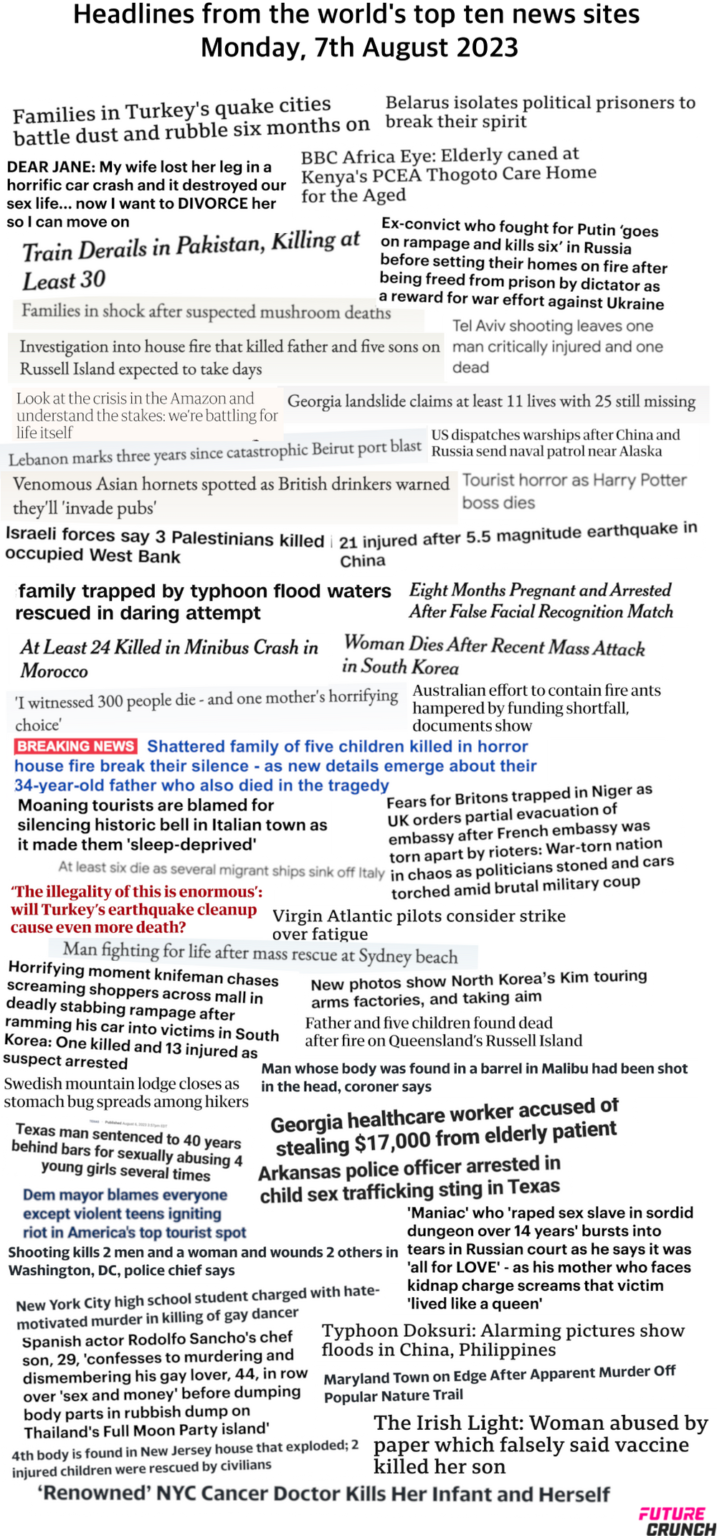 Headlines from the world's top ten news sites
Monday, 7th August 2023
Families in Turkey's quake cities
battle dust and rubble six months on
Belarus isolates political prisoners to
break their spirit
DEAR JANE: My wife lost her leg in a
horrific car crash and it destroyed our
sex life... now I want to DIVORCE her
so I can move on
BBC Africa Eye: Elderly caned at
Kenya's PCEA Thogoto Care Home
for the Aged
Train Derails in Pakistan, Killing at
Least 30
Ex-convict who fought for Putin ‘goes
on rampage and kills six’ in Russia
before setting their homes on fire after
being freed from prison by dictator as
a reward for war effort against Ukraine
Families in shock after suspected mushroom deaths
Tel Aviv shooting leaves one
man critically injured and one
dead
Investigation into house fire that killed father and five sons on
Russell Island expected to take days
Look at the crisis in the Amazon and
understand the stakes: we're battling for
life itself
Georgia landslide claims at least 11 lives with 25 still missing
Lebanon marks three years since catastrophic Beirut port blast
US dispatches warships after China and
Russia send naval patrol near Alaska
Venomous Asian hornets spotted as British drinkers warned
they'll 'invade pubs'
Tourist horror as Harry Potter
boss dies
Israeli forces say 3 Palestinians killed
occupied West Bank
21 injured after 5.5 magnitude earthquake in
China
family trapped by typhoon flood waters
rescued in daring attempt
Eight Months Pregnant and Arrested
After False Facial Recognition Match
At Least 24 Killed in Minibus Crash in
Morocco
Woman Dies After Recent Mass Attack
in South Korea
'I witnessed 300 people die - and one mother's horrifying
choice'
Australian effort to contain fire ants
hampered by funding shortfall,
documents show
BREAKING NEWS Shattered family of five children killed in horror
house fire break their silence - as new details emerge about their
34-year-old father who also died in the tragedy
Moaning tourists are blamed for
silencing historic bell in Italian town as
it made them 'sleep-deprived'
Fears for Britons trapped in Niger as
UK orders partial evacuation of
embassy after French embassy was
torn apart by rioters: War-torn nation
in chaos as politicians stoned and cars
torched amid brutal military coup
At least six die as several migrant ships sink off Italy
‘The illegality of this is enormous’:
will Turkey’s earthquake cleanup
cause even more death?
Virgin Atlantic pilots consider strike
over fatigue
Man fighting for life after mass rescue at Sydney beach
Horrifying moment knifeman chases
screaming shoppers across mall in
deadly stabbing rampage after
ramming his car into victims in South
Korea: One killed and 13 injured as
suspect arrested
New photos show North Korea’s Kim touring
arms factories, and taking aim
Father and five children found dead
after fire on Queensland's Russell Island
Man whose body was found in a barrel in Malibu had been shot
in the head, coroner says
Swedish mountain lodge closes as
stomach bug spreads among hikers
Texas man sentenced to 40 years
behind bars for sexually abusing 4
young girls several times
Georgia healthcare worker accused of
stealing $17,000 from elderly patient
Arkansas police officer arrested in
child sex trafficking sting in Texas
Dem mayor blames everyone
except violent teens igniting
riot in America's top tourist spot
'Maniac' who 'raped sex slave in sordid
dungeon over 14 years' bursts into
tears in Russian court as he says it was
'all for LOVE' - as his mother who faces
kidnap charge screams that victim
'lived like a queen'
Shooting kills 2 men and a woman and wounds 2 others in
Washington, DC, police chief says
New York City high school student charged with hate-
motivated murder in killing of gay dancer
Spanish actor Rodolfo Sancho's chef
son, 29, 'confesses to murdering and
dismembering his gay lover, 44, in row
over 'sex and money' before dumping
body parts in rubbish dump on
Thailand's Full Moon Party island'
Typhoon Doksuri: Alarming pictures show
floods in China, Philippines
Maryland Town on Edge After Apparent Murder Off
Popular Nature Trail
The Irish Light: Woman abused by
paper which falsely said vaccine
killed her son
4th body is found in New Jersey house that exploded; 2
injured children were rescued by civilians
‘Renowned’ NYC Cancer Doctor Kills Her Infant and Herself
FUTURE
CRUNCH